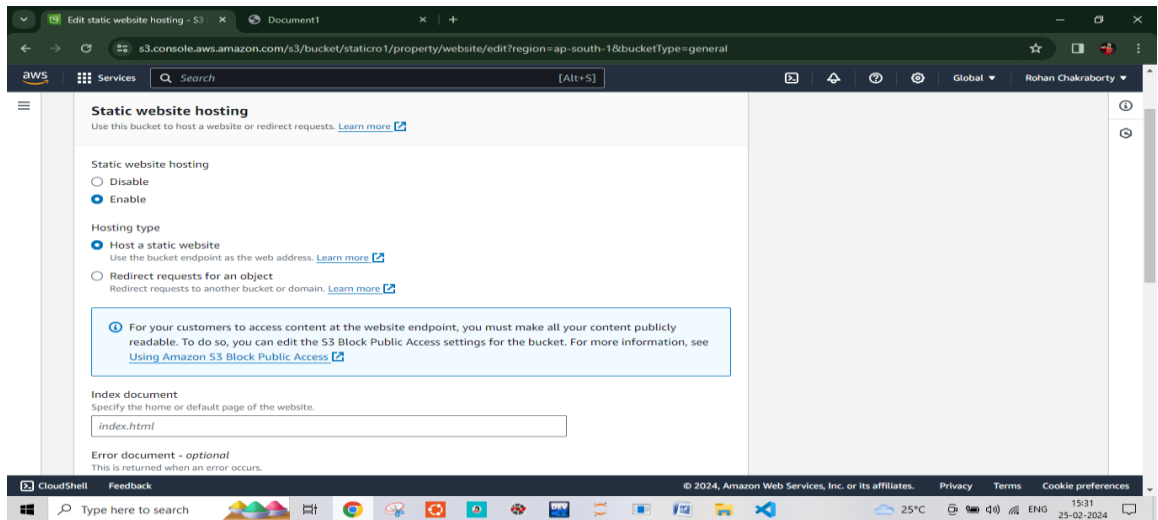 Edit static website hosting - S3
Document1
s3.console.aws.amazon.com/s3/bucket/staticro1/property/website/edit?region=ap-south-1&bucketType=general
aws
Services
Search
[Alt+S]
Global
Rohan Chakraborty
Static website hosting
Use this bucket to host a website or redirect requests. Learn more
Static website hosting
Disable
Enable
Hosting type
Host a static website
Use the bucket endpoint as the web address. Learn more
Redirect requests for an object
Redirect requests to another bucket or domain. Learn more
For your customers to access content at the website endpoint, you must make all your content publicly
readable. To do so, you can edit the S3 Block Public Access settings for the bucket. For more information, see
Using Amazon S3 Block Public Access
Index document
Specify the home or default page of the website.
index.html
Error document - optional
This is returned when an error occurs.
CloudShell
Feedback
© 2024, Amazon Web Services, Inc. or its affiliates.
Privacy
Terms
Cookie preferences
Type here to search
DEV
25°C
ENG
15:31
25-02-2024